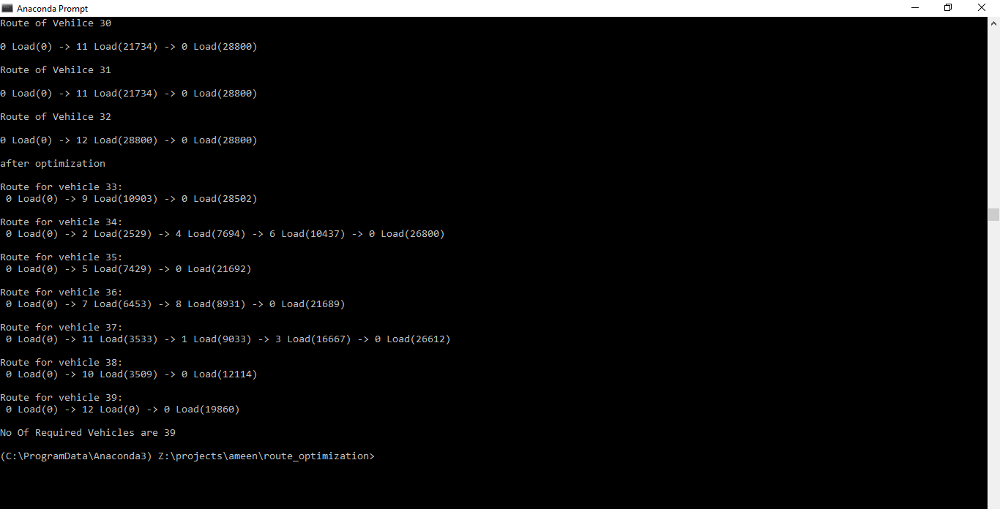 Anaconda Prompt
Route of Vehilce 30
0 Load(0) -> 11 Load(21734) -> 0 Load(28800)
Route of Vehilce 31
0 Load(0) -> 11 Load(21734) -> 0 Load(28800)
Route of Vehilce 32
0 Load(0) -> 12 Load(28800) -> 0 Load(28800)
after optimization
Route for vehicle 33:
0 Load(0) -> 9 Load(10903) -> 0 Load(28502)
Route for vehicle 34:
0 Load(0) -> 2 Load(2529) -> 4 Load(7694) -> 6 Load(10437) -> 0 Load(26800)
Route for vehicle 35:
0 Load(0) -> 5 Load(7429) -> 0 Load(21692)
Route for vehicle 36:
0 Load(0) -> 7 Load(6453) -> 8 Load(8931) -> 0 Load(21689)
Route for vehicle 37:
0 Load(0) -> 11 Load(3533) -> 1 Load(9033) -> 3 Load(16667) -> 0 Load(26612)
Route for vehicle 38:
0 Load(0) -> 10 Load(3509) -> 0 Load(12114)
Route for vehicle 39:
0 Load(0) -> 12 Load(0) -> 0 Load(19860)
No Of Required Vehicles are 39
(C:\ProgramData\Anaconda3) Z:\projects\ameen\route_optimization>